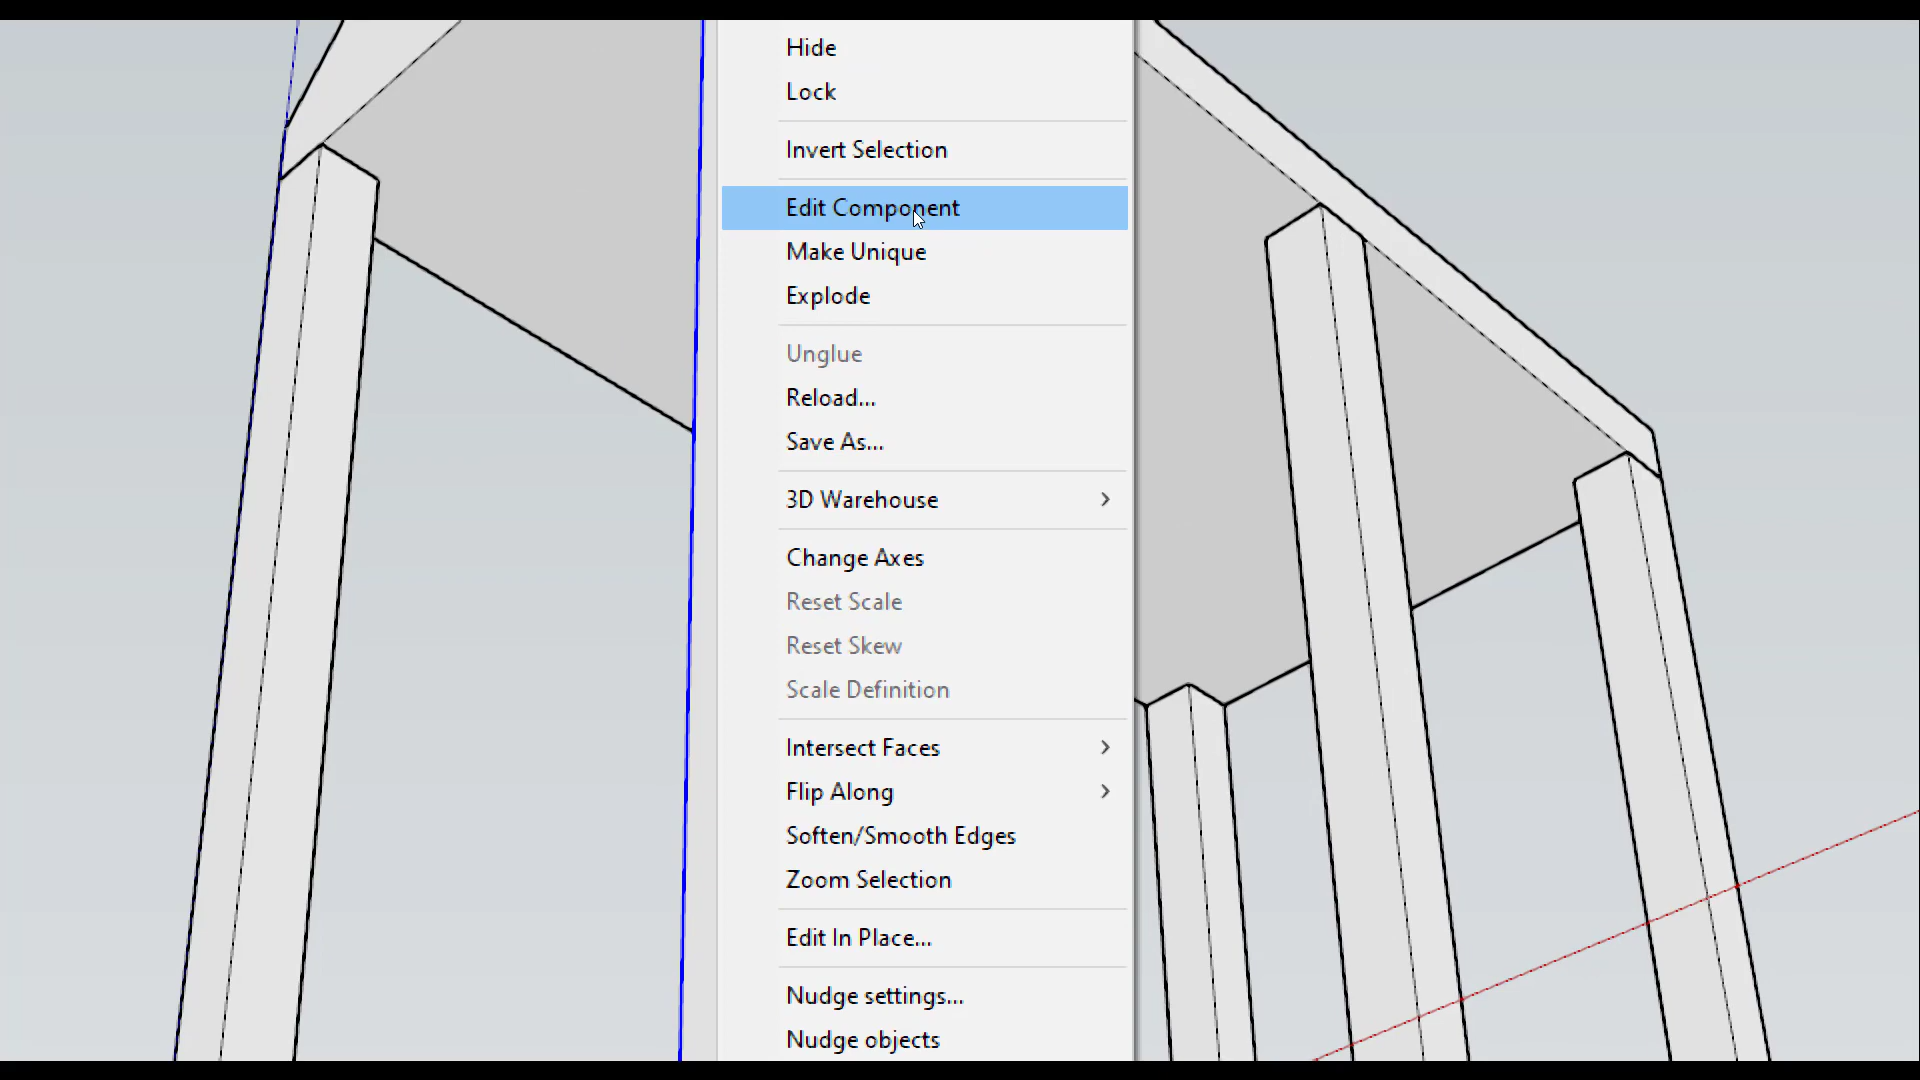 Hide
Lock
Invert Selection
Edit Component
Make Unique
Explode
Unglue
Reload...
Save As...
3D Warehouse
Change Axes
Reset Scale
Reset Skew
Scale Definition
Intersect Faces
Flip Along
Soften/Smooth Edges
Zoom Selection
Edit In Place...
Nudge settings...
Nudge objects